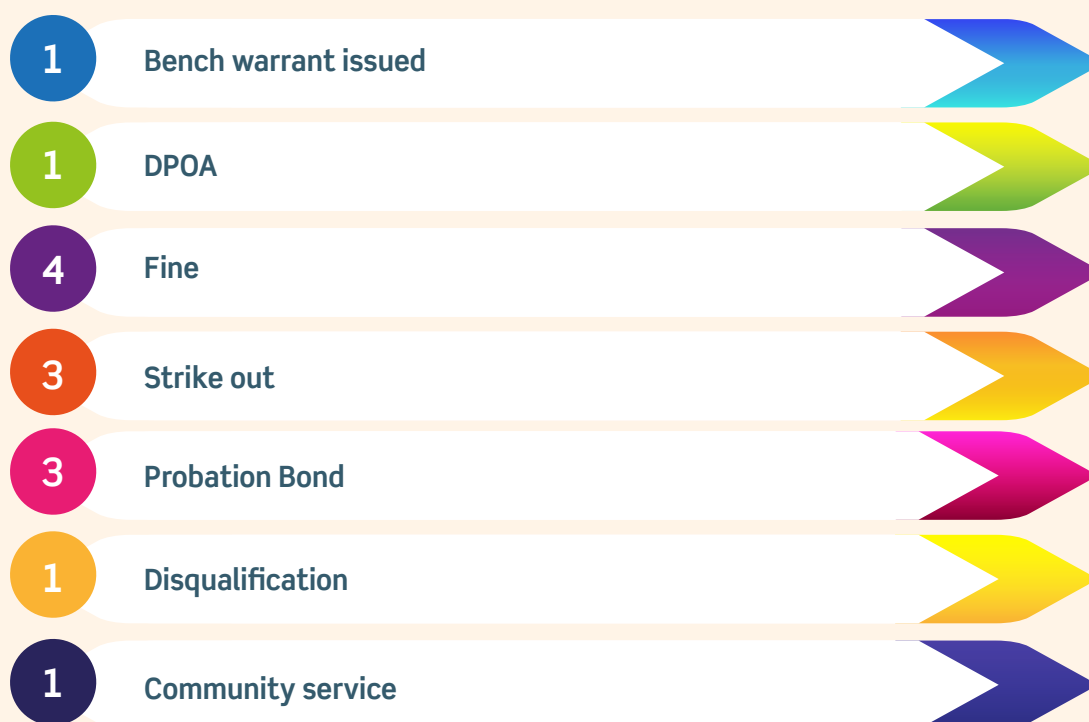 1 Bench warrant issued
1 DPOA
4 Fine
3 Strike out
3 Probation Bond
1 Disqualification
1 Community service